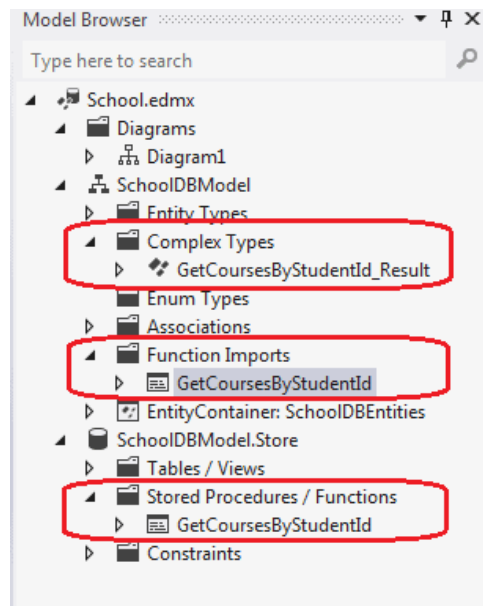 Model Browser
Type here to search
School.edmx
Diagrams
Diagram1
SchoolDBModel
Entity Types
Complex Types
GetCoursesByStudentId_Result
Enum Types
Associations
Function Imports
GetCoursesByStudentId
EntityContainer: SchoolDBEntities
SchoolDBModel.Store
Tables / Views
Stored Procedures / Functions
GetCoursesByStudentId
Constraints